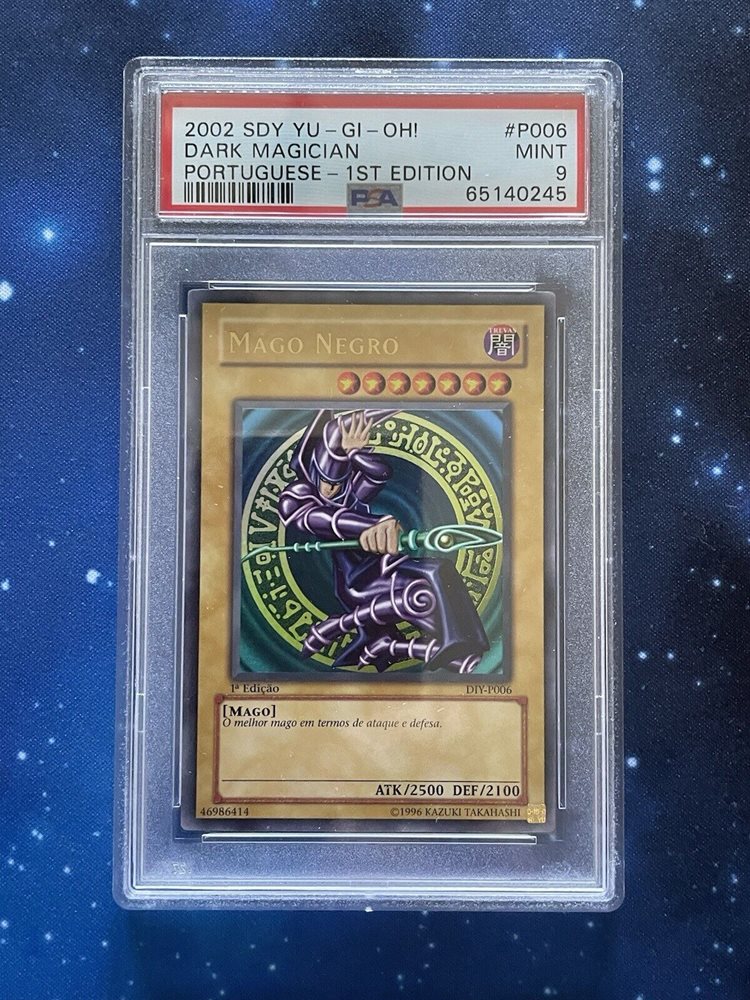 2002 SDY YU-GI-OH! #P006
DARK MAGICIAN MINT
PORTUGUESE-1ST EDITION 9
PSA 65140245
MAGO NEGRO
TREVAS
闇
1ª Edição DIY-P006
[MAGO]
O melhor mago em termos de ataque e defesa.
ATK/2500 DEF/2100
46986414 ©1996 KAZUKI TAKAHASHI